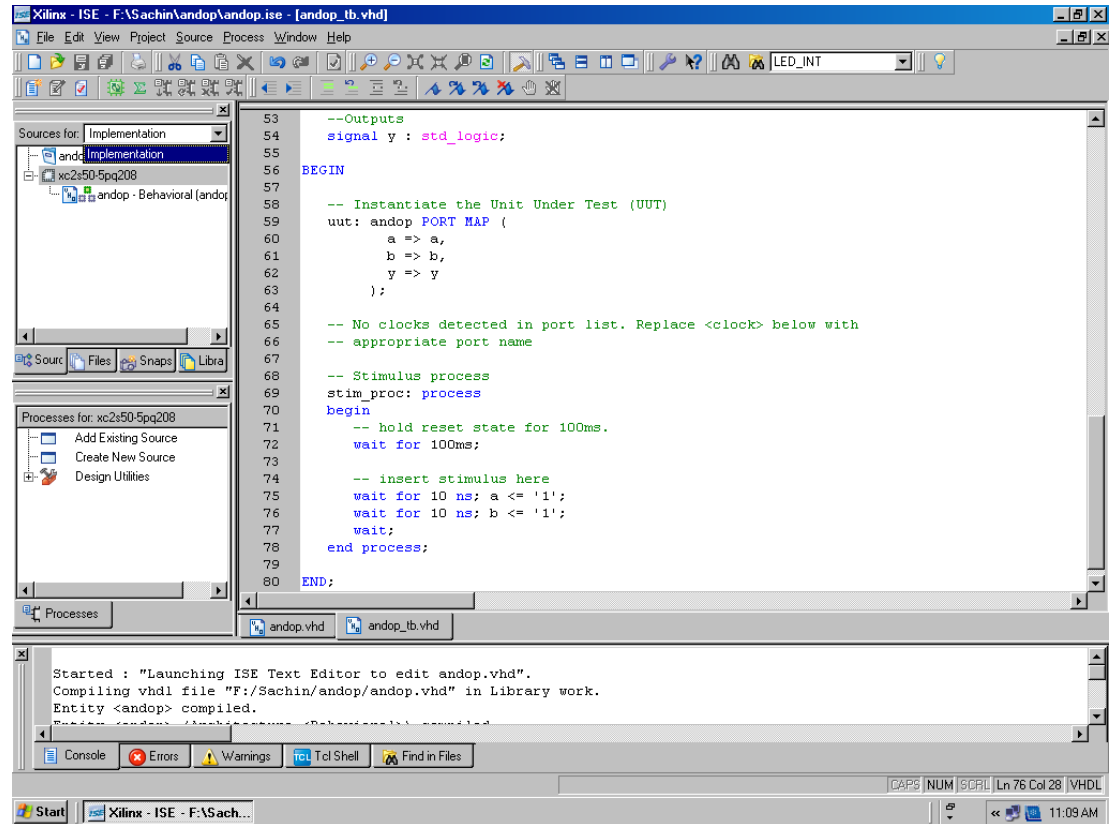 Xilinx - ISE - F:\Sachin\andop\andop.ise - [andop_tb.vhd]
File Edit View Project Source Process Window Help
LED_INT
Sources for: Implementation
Implementation
xc2s50-5pq208
andop - Behavioral (andop
Sourc Files Snaps Libra
Processes for: xc2s50-5pq208
Add Existing Source
Create New Source
Design Utilities
Processes
53 --Outputs
54 signal y : std_logic;
55
56 BEGIN
57
58 -- Instantiate the Unit Under Test (UUT)
59 uut: andop PORT MAP (
60 a => a,
61 b => b,
62 y => y
63 );
64
65 -- No clocks detected in port list. Replace <clock> below with
66 -- appropriate port name
67
68 -- Stimulus process
69 stim_proc: process
70 begin
71 -- hold reset state for 100ms.
72 wait for 100ms;
73
74 -- insert stimulus here
75 wait for 10 ns; a <= '1';
76 wait for 10 ns; b <= '1';
77 wait;
78 end process;
79
80 END;
andop.vhd andop_tb.vhd
Started : "Launching ISE Text Editor to edit andop.vhd".
Compiling vhdl file "F:/Sachin/andop/andop.vhd" in Library work.
Entity <andop> compiled.
Console Errors Warnings Tcl Shell Find in Files
CAPS NUM SCRL Ln 76 Col 28 VHDL
Start Xilinx - ISE - F:\Sach... 11:09 AM